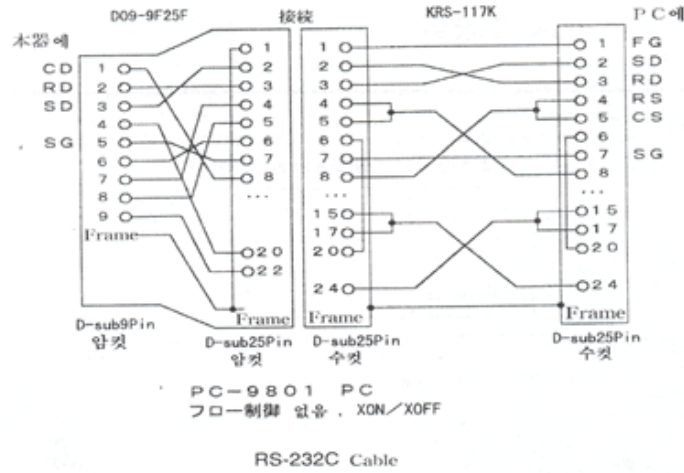 D09-9F25F 接続 KRS-117K PC에
本器에
CD 1
RD 2
SD 3
4
SG 5
6
7
8
9
Frame
1
2
3
4
5
6
7
8
...
20
22
Frame
1
2
3
4
5
6
7
8
...
15
17
20
24
Frame
1 FG
2 SD
3 RD
4 RS
5 CS
6
7 SG
8
...
15
17
20
24
Frame
D-sub9Pin
암컷
D-sub25Pin
암컷
D-sub25Pin
수컷
D-sub25Pin
수컷
PC-9801 PC
フロー制御 없음 , XON/XOFF
RS-232C Cable